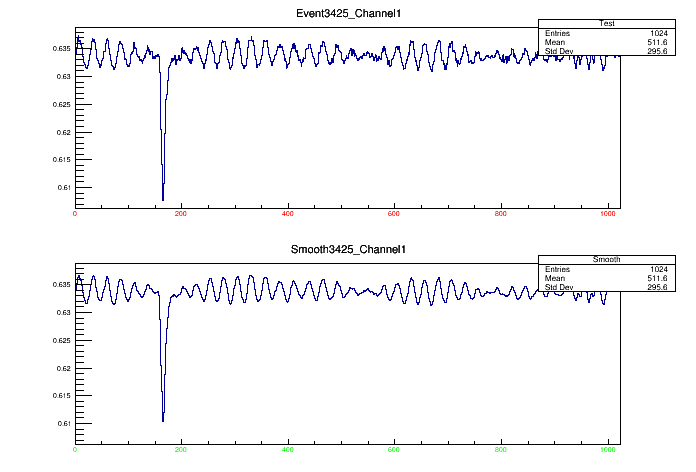 Event3425_Channel1
Test
Entries 1024
Mean 511.6
Std Dev 295.6
0.635
0.63
0.625
0.62
0.615
0.61
0 200 400 600 800 1000
Smooth3425_Channel1
Smooth
Entries 1024
Mean 511.6
Std Dev 295.6
0.635
0.63
0.625
0.62
0.615
0.61
0 200 400 600 800 1000